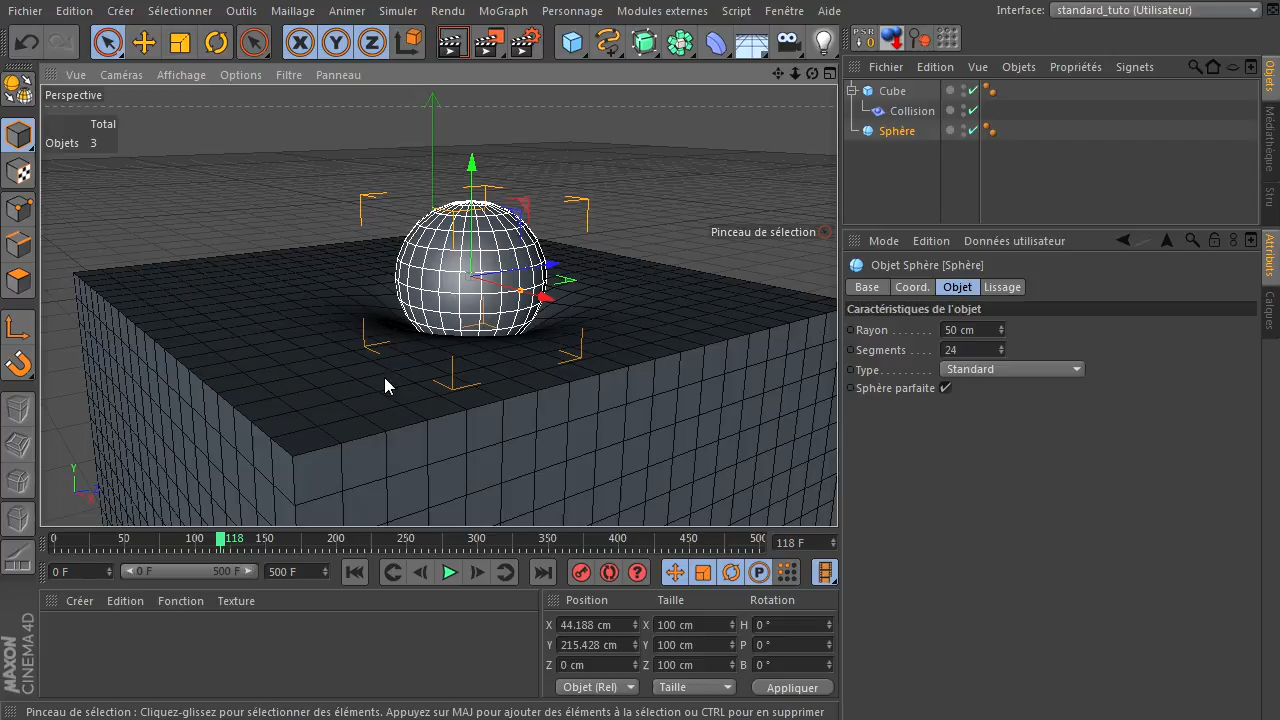 Fichier Edition Créer Sélectionner Outils Maillage Animer Simuler Rendu MoGraph Personnage Modules externes Script Fenêtre Aide Interface: standard_tuto (Utilisateur)
X Y Z PSR 0
Vue Caméras Affichage Options Filtre Panneau
Fichier Edition Vue Objets Propriétés Signets
Perspective
Total
Objets 3
Pinceau de sélection
Cube
Collision
Sphère
Objets
Médiathèque
Stru
Mode Edition Données utilisateur
Objet Sphère [Sphère]
Base Coord. Objet Lissage
Caractéristiques de l'objet
Rayon 50 cm
Segments 24
Type Standard
Sphère parfaite
Attributs
Calques
Y
X
0 50 100 118 150 200 250 300 350 400 450 500 118 F
0 F 0 F 500 F 500 F
P
Créer Edition Fonction Texture
Position Taille Rotation
X 44.188 cm X 100 cm H 0 °
Y 215.428 cm Y 100 cm P 0 °
Z 0 cm Z 100 cm B 0 °
Objet (Rel) Taille Appliquer
MAXON
CINEMA 4D
Pinceau de sélection : Cliquez-glissez pour sélectionner des éléments. Appuyez sur MAJ pour ajouter des éléments à la sélection ou CTRL pour en supprimer